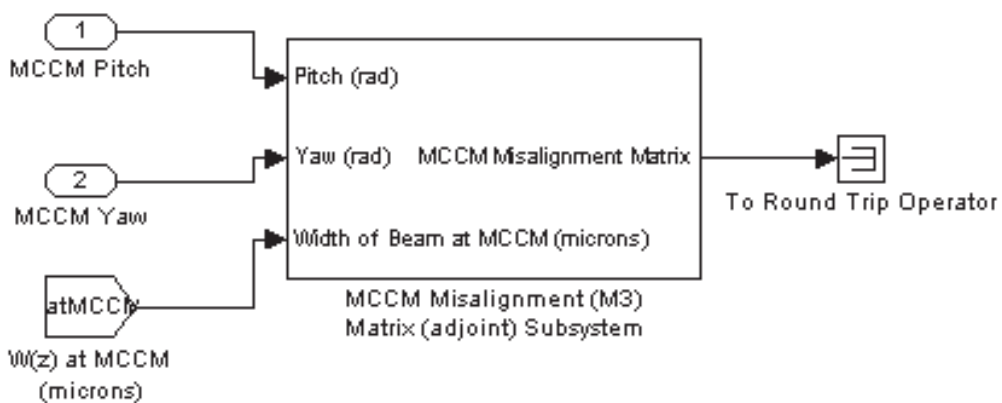 1
MCCM Pitch
Pitch (rad)
2
MCCM Yaw
Yaw (rad)
MCCM Misalignment Matrix
To Round Trip Operator
Width of Beam at MCCM (microns)
W(z) at MCCM
(microns)
MCCM Misalignment (M3)
Matrix (adjoint) Subsystem